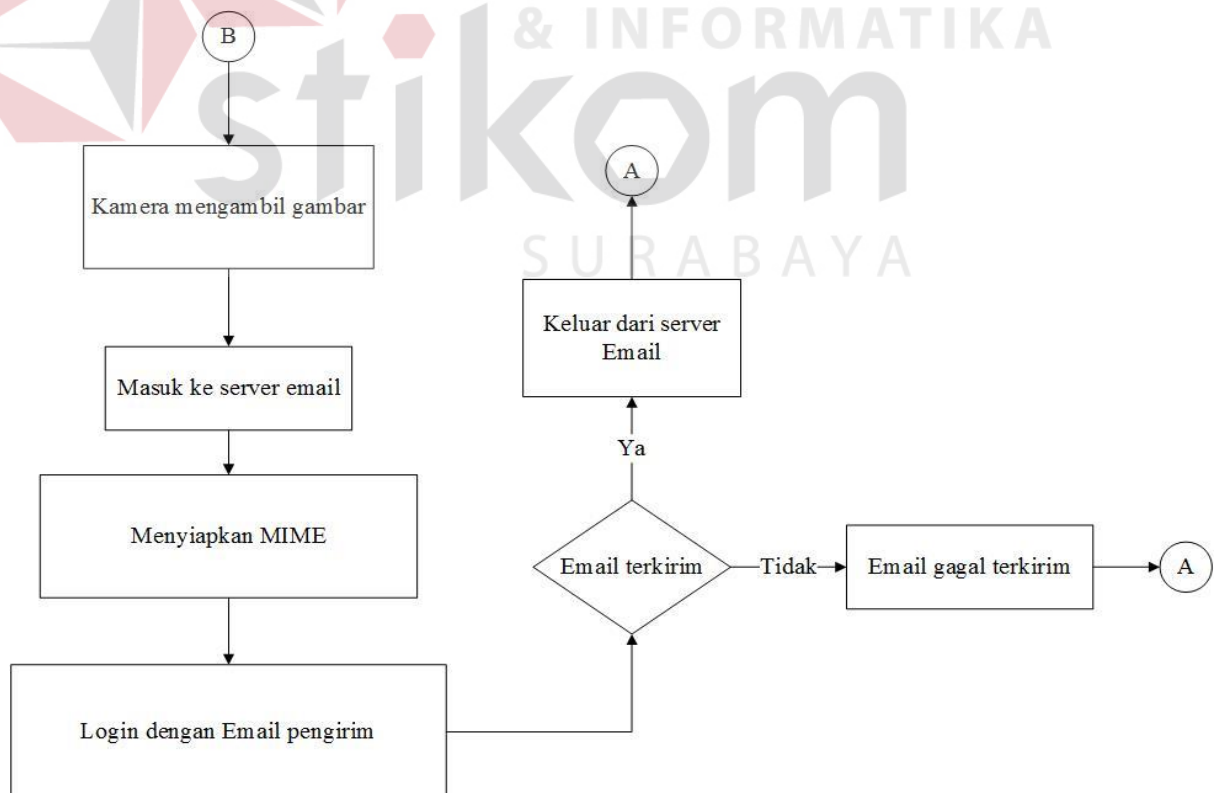 & INFORMATIKA
stikom
SURABAYA
B
Kamera mengambil gambar
Masuk ke server email
Menyiapkan MIME
Login dengan Email pengirim
A
Keluar dari server
Email
Ya
Email terkirim
Tidak
Email gagal terkirim
A